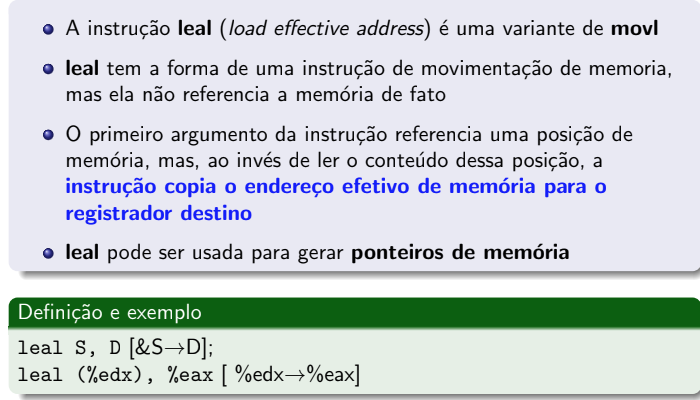 A instrução leal (load effective address) é uma variante de movl
leal tem a forma de uma instrução de movimentação de memoria,
mas ela não referencia a memória de fato
O primeiro argumento da instrução referencia uma posição de
memória, mas, ao invés de ler o conteúdo dessa posição, a
instrução copia o endereço efetivo de memória para o
registrador destino
leal pode ser usada para gerar ponteiros de memória
Definição e exemplo
leal S, D [&S→D];
leal (%edx), %eax [ %edx→%eax]